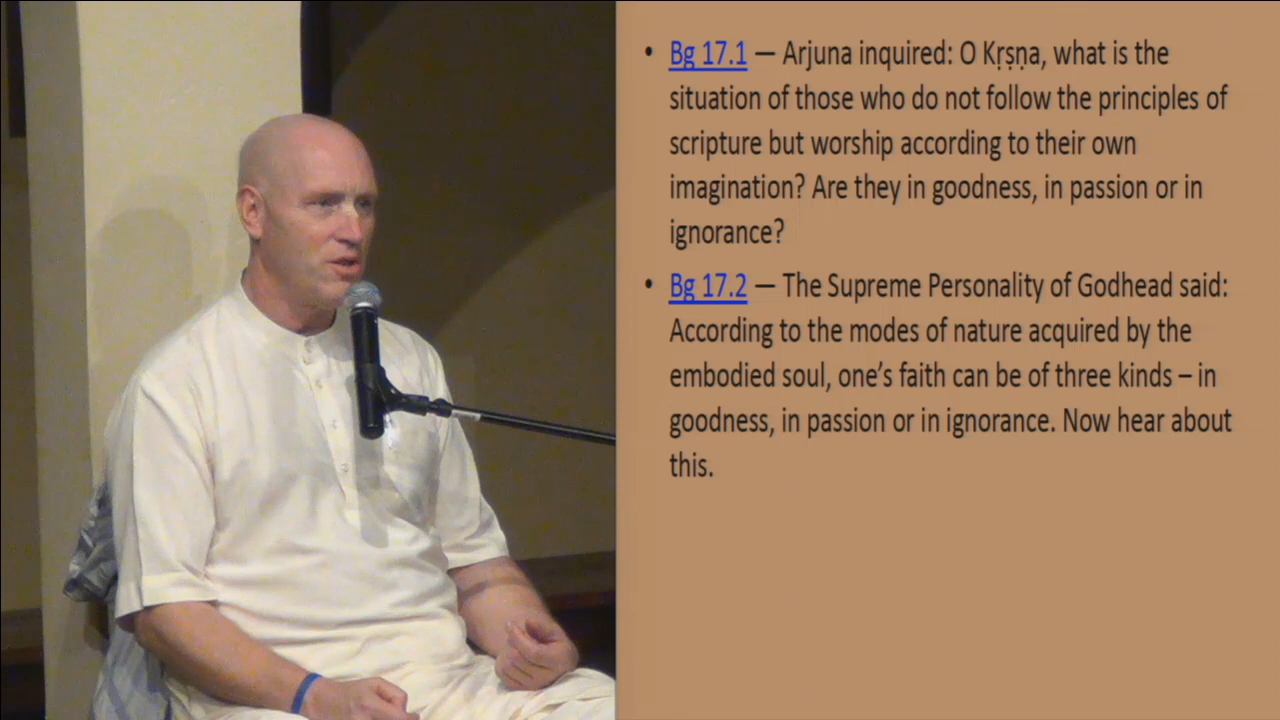 • Bg 17.1 — Arjuna inquired: O Kṛṣṇa, what is the
situation of those who do not follow the principles of
scripture but worship according to their own
imagination? Are they in goodness, in passion or in
ignorance?
• Bg 17.2 — The Supreme Personality of Godhead said:
According to the modes of nature acquired by the
embodied soul, one’s faith can be of three kinds – in
goodness, in passion or in ignorance. Now hear about
this.